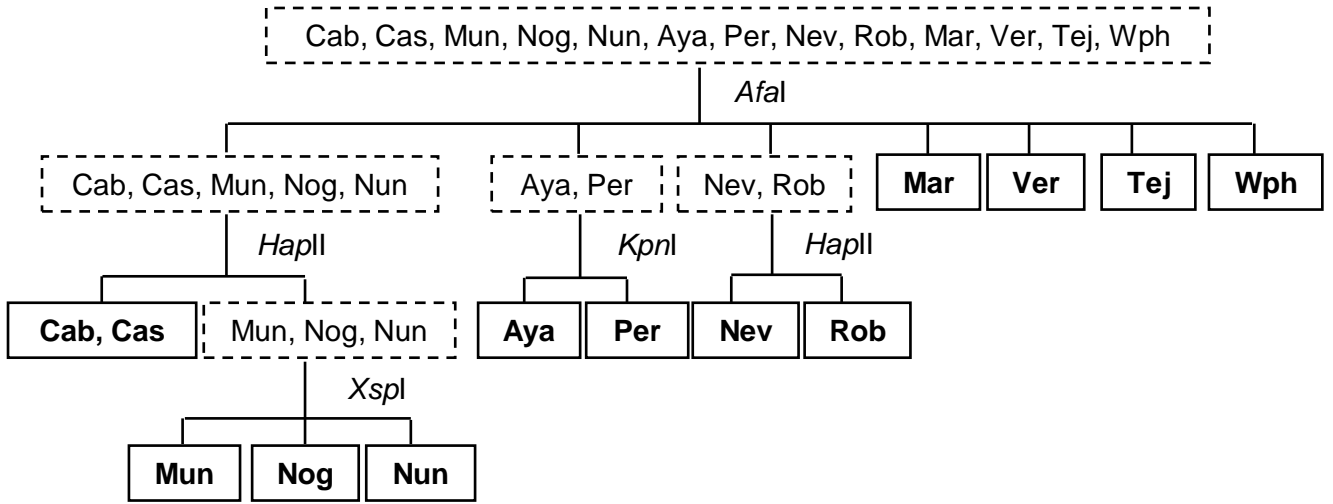 Cab, Cas, Mun, Nog, Nun, Aya, Per, Nev, Rob, Mar, Ver, Tej, Wph
AfaI
Cab, Cas, Mun, Nog, Nun
Aya, Per
Nev, Rob
Mar
Ver
Tej
Wph
HapII
KpnI
HapII
Cab, Cas
Mun, Nog, Nun
Aya
Per
Nev
Rob
XspI
Mun
Nog
Nun